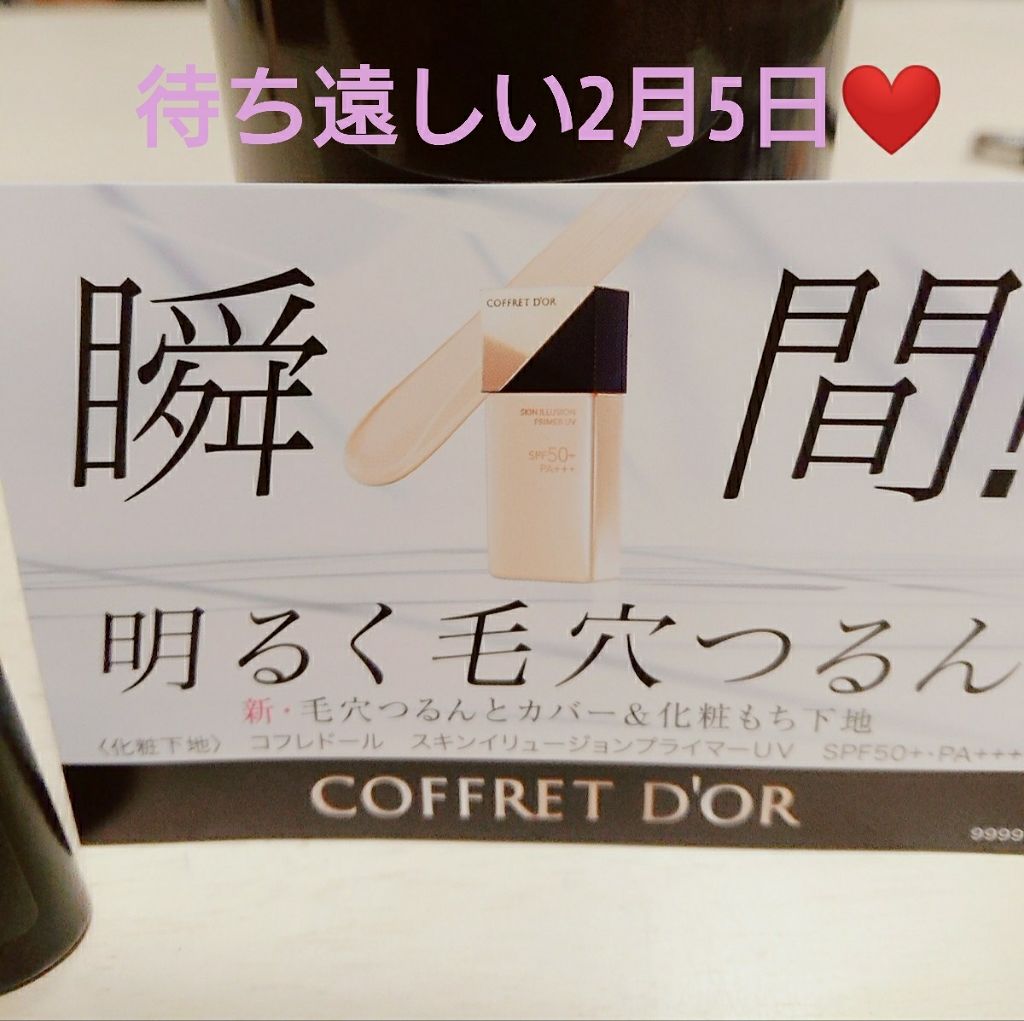 待ち遠しい2月5日❤
瞬間!
COFFRET D'OR
SKIN ILLUSION
PRIMER UV
SPF50+
PA+++
明るく毛穴つるん
新・毛穴つるんとカバー&化粧もち下地
〈化粧下地〉 コフレドール スキンイリュージョンプライマーUV SPF50+・PA+++
COFFRET D'OR
9999